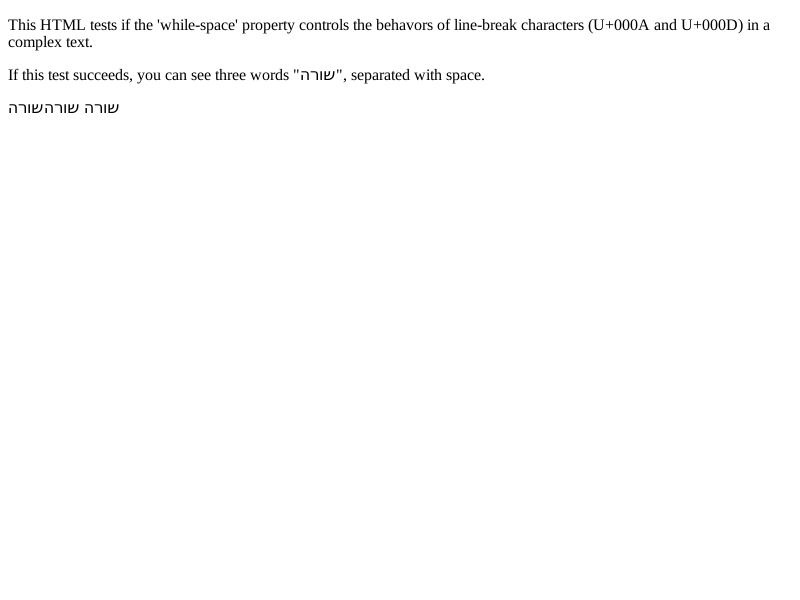 This HTML tests if the 'while-space' property controls the behavors of line-break characters (U+000A and U+000D) in a
complex text.
If this test succeeds, you can see three words "שורה", separated with space.
שורה שורהשורה